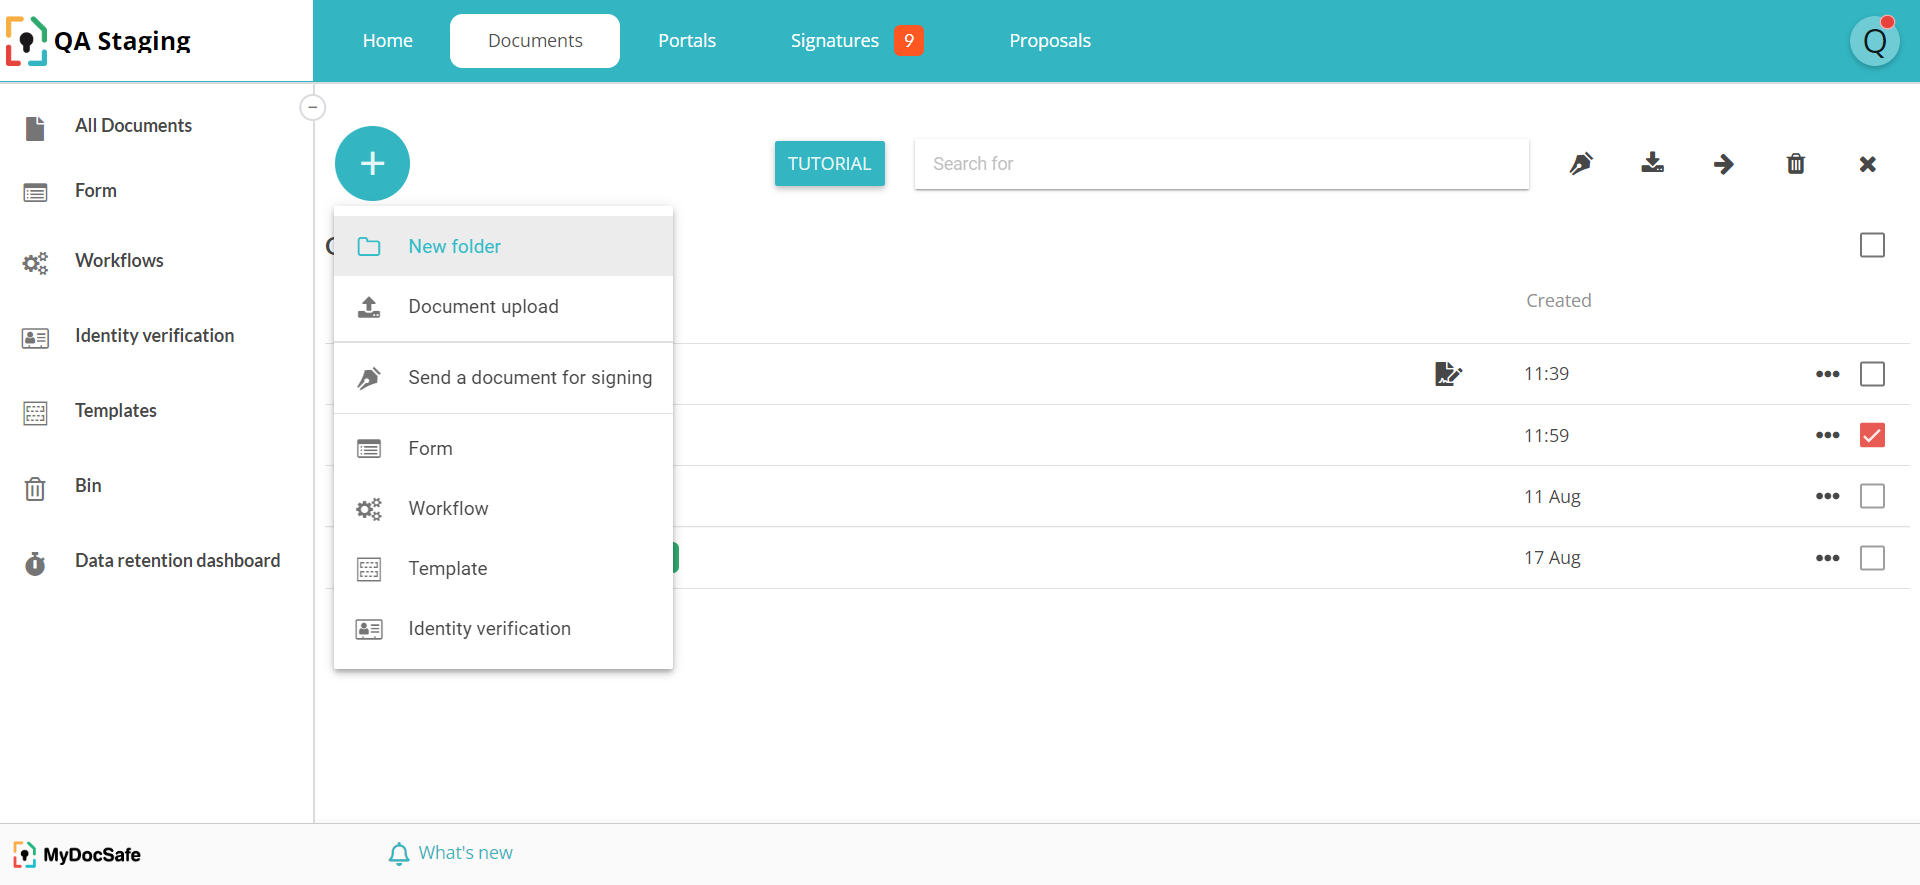 QA Staging
Home
Documents
Portals
Signatures 9
Proposals
Q
All Documents
Form
Workflows
Identity verification
Templates
Bin
Data retention dashboard
TUTORIAL
Search for
New folder
Document upload
Send a document for signing
Form
Workflow
Template
Identity verification
Created
11:39
11:59
11 Aug
17 Aug
MyDocSafe
What's new